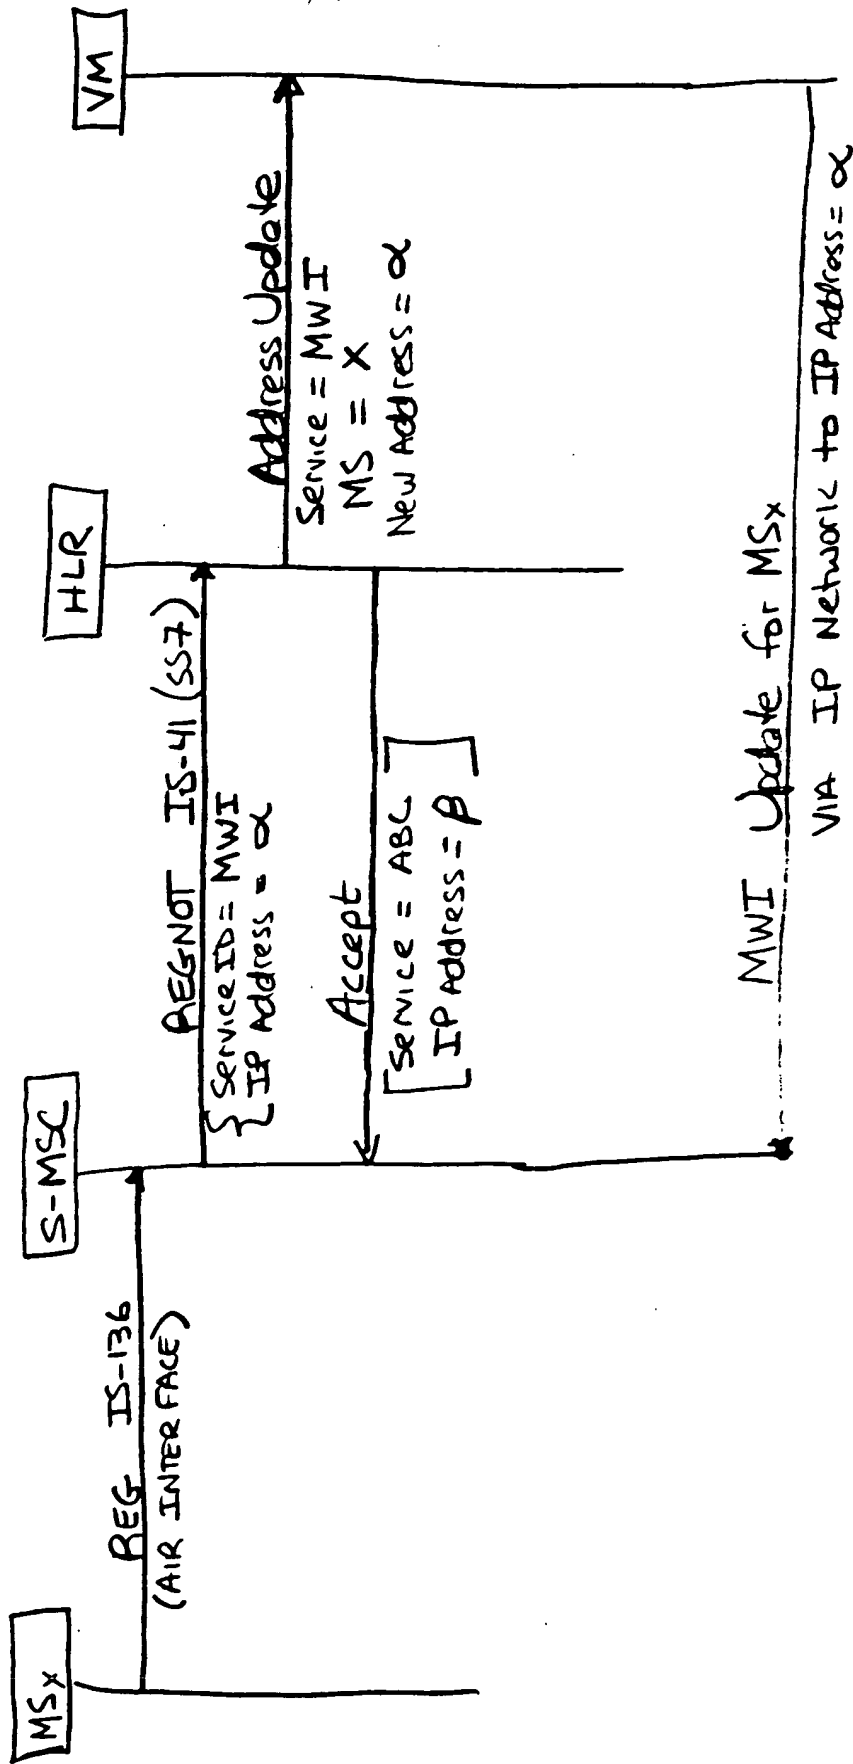 MSx
S-MSC
HLR
VM
REG IS-136
(AIR INTERFACE)
REGNOT IS-41 (SS7)
{ Service ID = MWI
IP Address = α
Address Update
Service = MWI
MS = X
New Address = α
Accept
[Service = ABC
IP Address = β]
MWI Update for MSx
VIA IP Network to IP Address = α